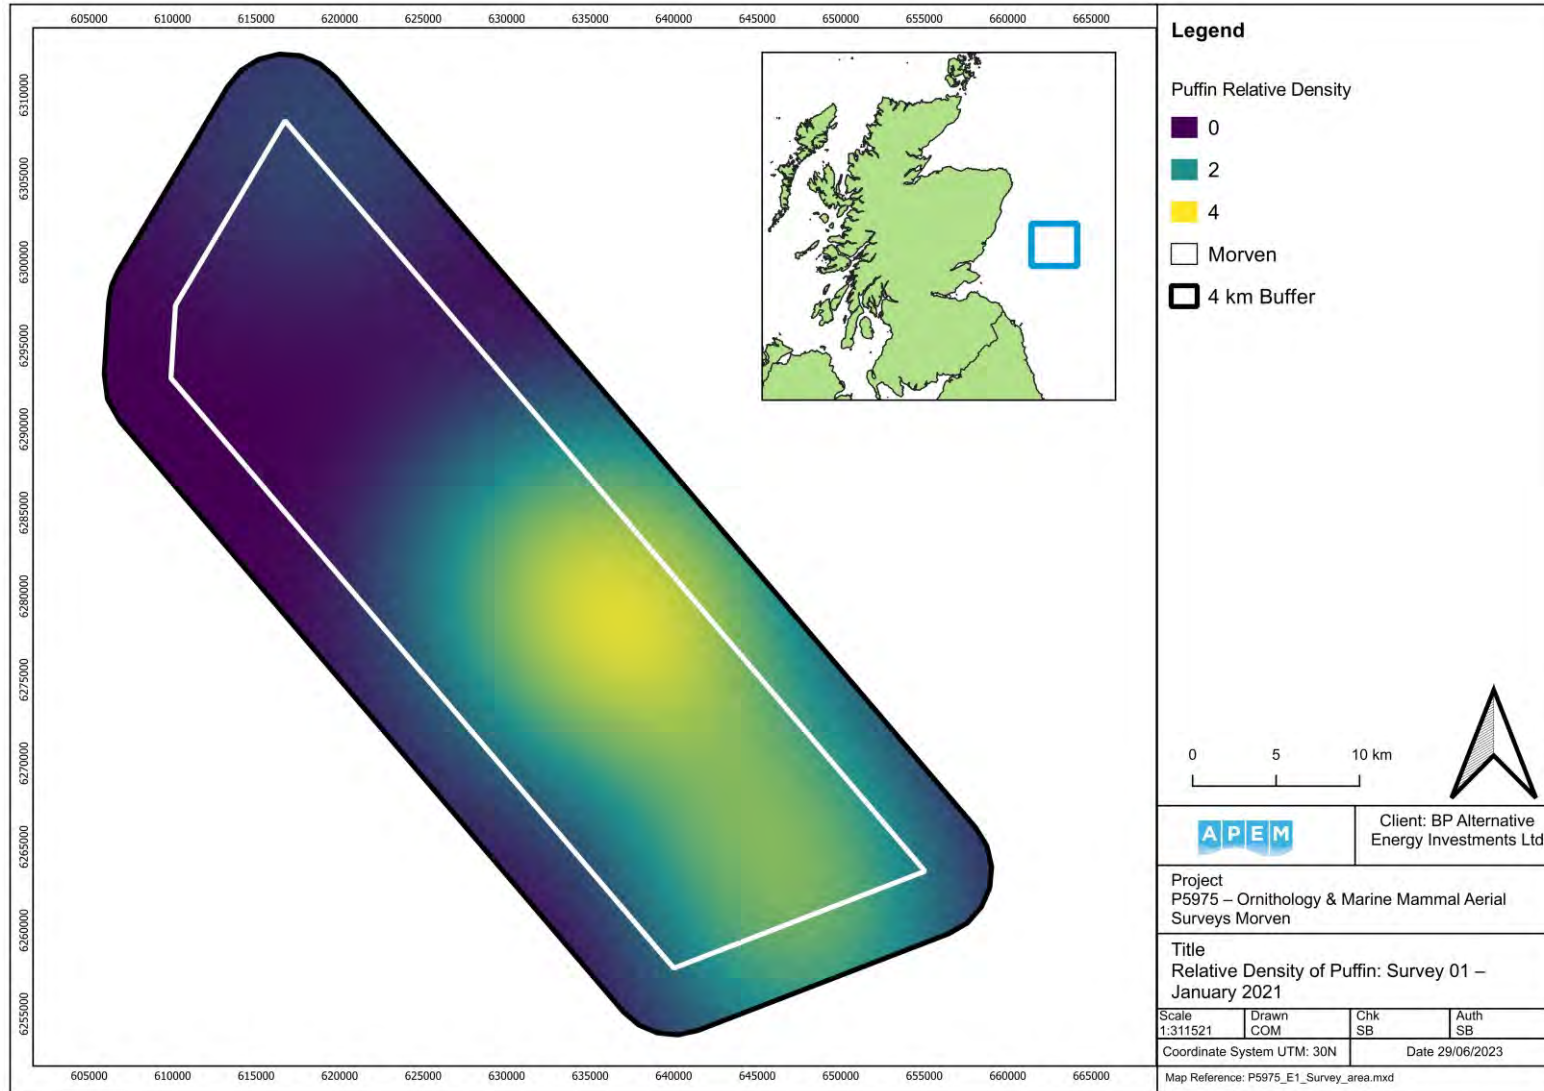 605000 610000 615000 620000 625000 630000 635000 640000 645000 650000 655000 660000 665000
6310000
6305000
6300000
6295000
6290000
6285000
6280000
6275000
6270000
6265000
6260000
6255000
605000 610000 615000 620000 625000 630000 635000 640000 645000 650000 655000 660000 665000
Legend
Puffin Relative Density
0
2
4
Morven
4 km Buffer
0 5 10 km
APEM
Client: BP Alternative
Energy Investments Ltd
Project
P5975 – Ornithology & Marine Mammal Aerial
Surveys Morven
Title
Relative Density of Puffin: Survey 01 –
January 2021
Scale Drawn Chk Auth
1:311521 COM SB SB
Coordinate System UTM: 30N Date 29/06/2023
Map Reference: P5975_E1_Survey_area.mxd